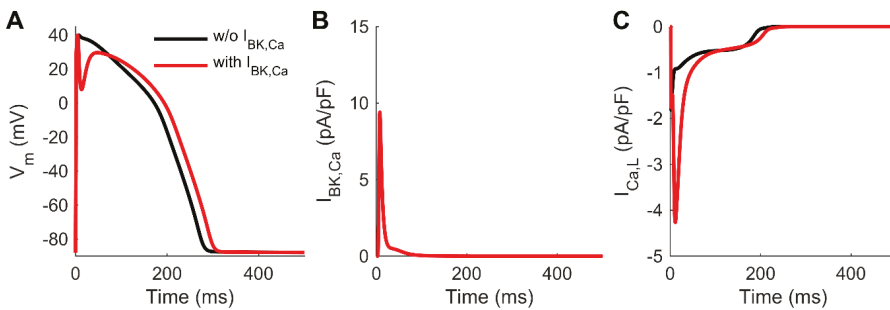 A
40
20
0
-20
-40
-60
-80
V_m (mV)
0
200
400
Time (ms)
w/o I_BK,Ca
with I_BK,Ca
B
15
10
5
0
I_BK,Ca (pA/pF)
0
200
400
Time (ms)
C
0
-1
-2
-3
-4
-5
I_Ca,L (pA/pF)
0
200
400
Time (ms)